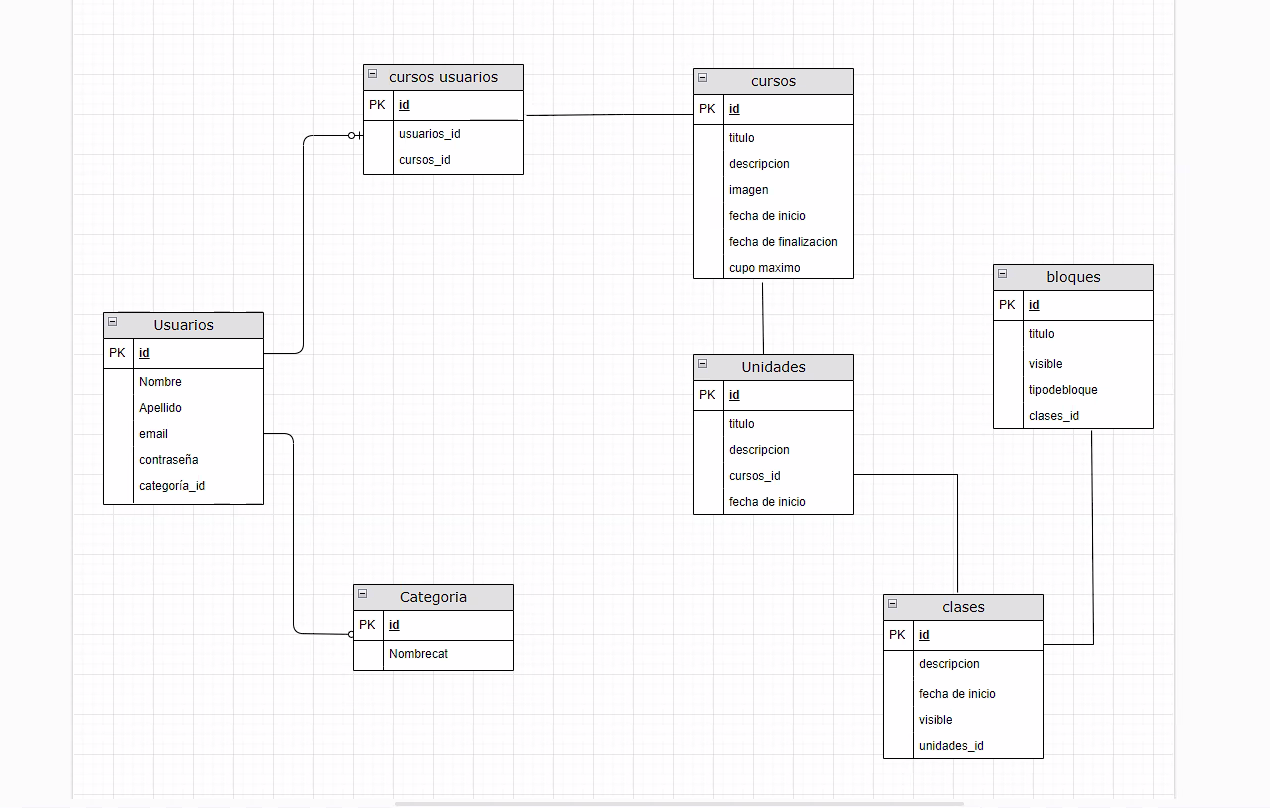 cursos usuarios
PK id
usuarios_id
cursos_id
cursos
PK id
titulo
descripcion
imagen
fecha de inicio
fecha de finalizacion
cupo maximo
bloques
PK id
titulo
visible
tipodebloque
clases_id
Usuarios
PK id
Nombre
Apellido
email
contraseña
categoría_id
Unidades
PK id
titulo
descripcion
cursos_id
fecha de inicio
Categoria
PK id
Nombrecat
clases
PK id
descripcion
fecha de inicio
visible
unidades_id